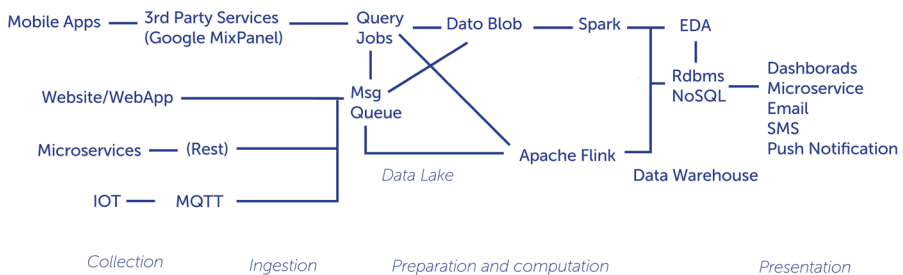 Mobile Apps
3rd Party Services
(Google MixPanel)
Query
Jobs
Dato Blob
Spark
EDA
Rdbms
NoSQL
Dashborads
Microservice
Email
SMS
Push Notification
Website/WebApp
Msg
Queue
Microservices
(Rest)
Apache Flink
Data Lake
Data Warehouse
IOT
MQTT
Collection
Ingestion
Preparation and computation
Presentation